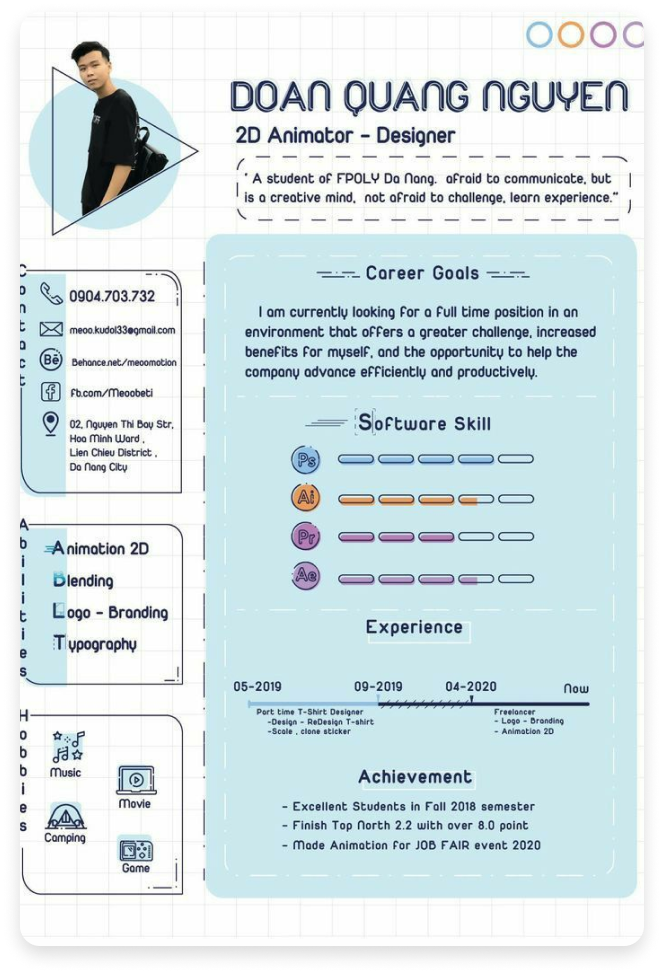 DOAN QUANG NGUYEN
2D Animator - Designer
" A student of FPOLY Da Nang. afraid to communicate, but
is a creative mind, not afraid to challenge, learn experience."
Contact
0904.703.732
meoo.kudol33@gmail.com
Bē
Behance.net/meoomotion
f
fb.com/Meoobeti
02, Nguyen Thi Bay Str,
Hoa Minh Ward ,
Lien Chieu District ,
Da Nang City
Abilities
Animation 2D
Blending
Logo - Branding
Typography
Hobbies
Music
Movie
Camping
Game
Career Goals
I am currently looking for a full time position in an
environment that offers a greater challenge, increased
benefits for myself, and the opportunity to help the
company advance efficiently and productively.
Software Skill
Ps
Ai
Pr
Ae
Experience
05-2019 09-2019 04-2020 Now
Part time T-Shirt Designer
-Design - ReDesign T-shirt
-Scale , clone sticker
Freelancer
- Logo - Branding
- Animation 2D
Achievement
- Excellent Students in Fall 2018 semester
- Finish Top North 2.2 with over 8.0 point
- Made Animation for JOB FAIR event 2020